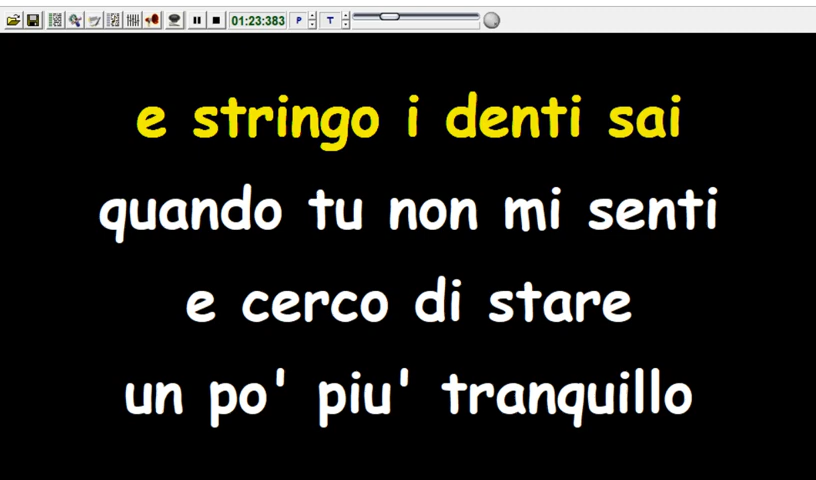 01:23:383 P T
e stringo i denti sai
quando tu non mi senti
e cerco di stare
un po' piu' tranquillo